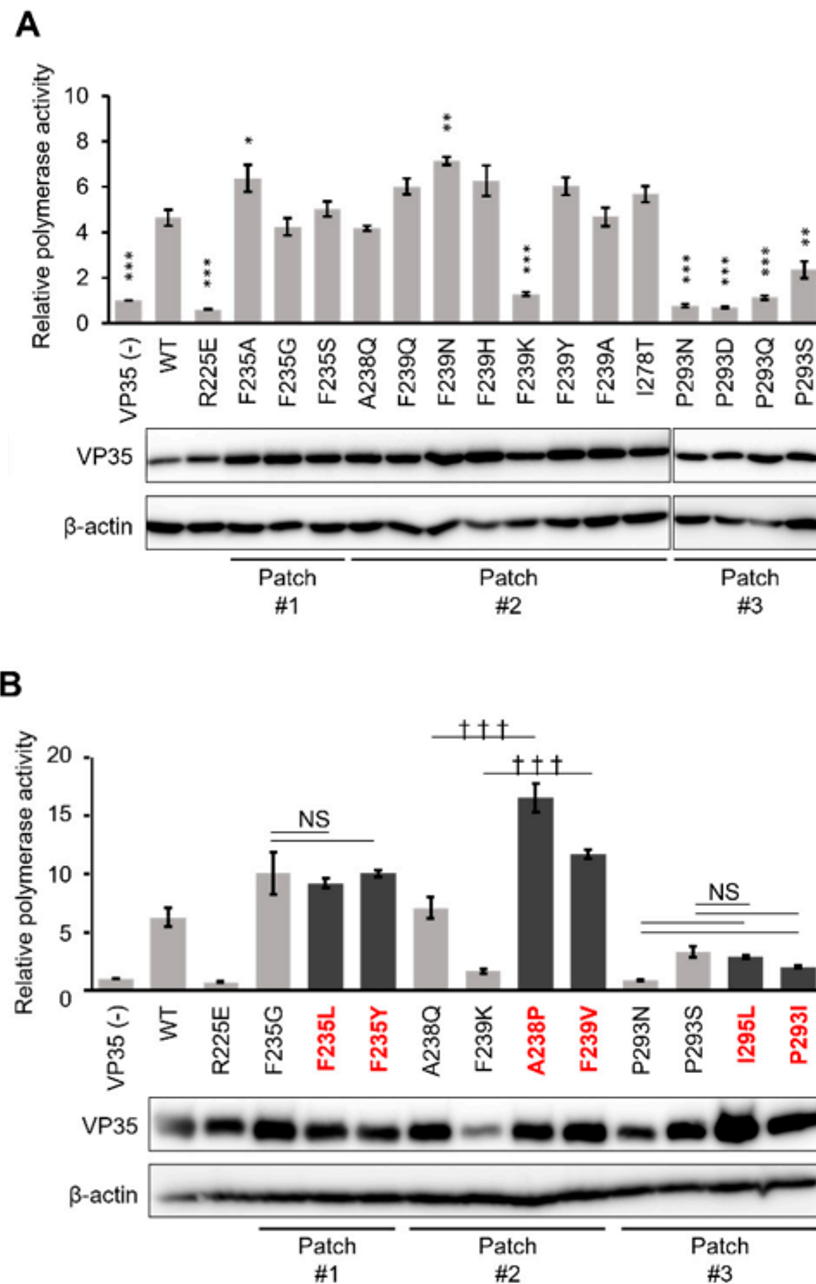 A
Relative polymerase activity
10
8
6
4
2
0
***
***
*
**
***
***
***
***
**
VP35 (-)
WT
R225E
F235A
F235G
F235S
A238Q
F239Q
F239N
F239H
F239K
F239Y
F239A
I278T
P293N
P293D
P293Q
P293S
VP35
β-actin
Patch
#1
Patch
#2
Patch
#3
B
Relative polymerase activity
20
15
10
5
0
NS
†††
†††
NS
VP35 (-)
WT
R225E
F235G
F235L
F235Y
A238Q
F239K
A238P
F239V
P293N
P293S
I295L
P293I
VP35
β-actin
Patch
#1
Patch
#2
Patch
#3